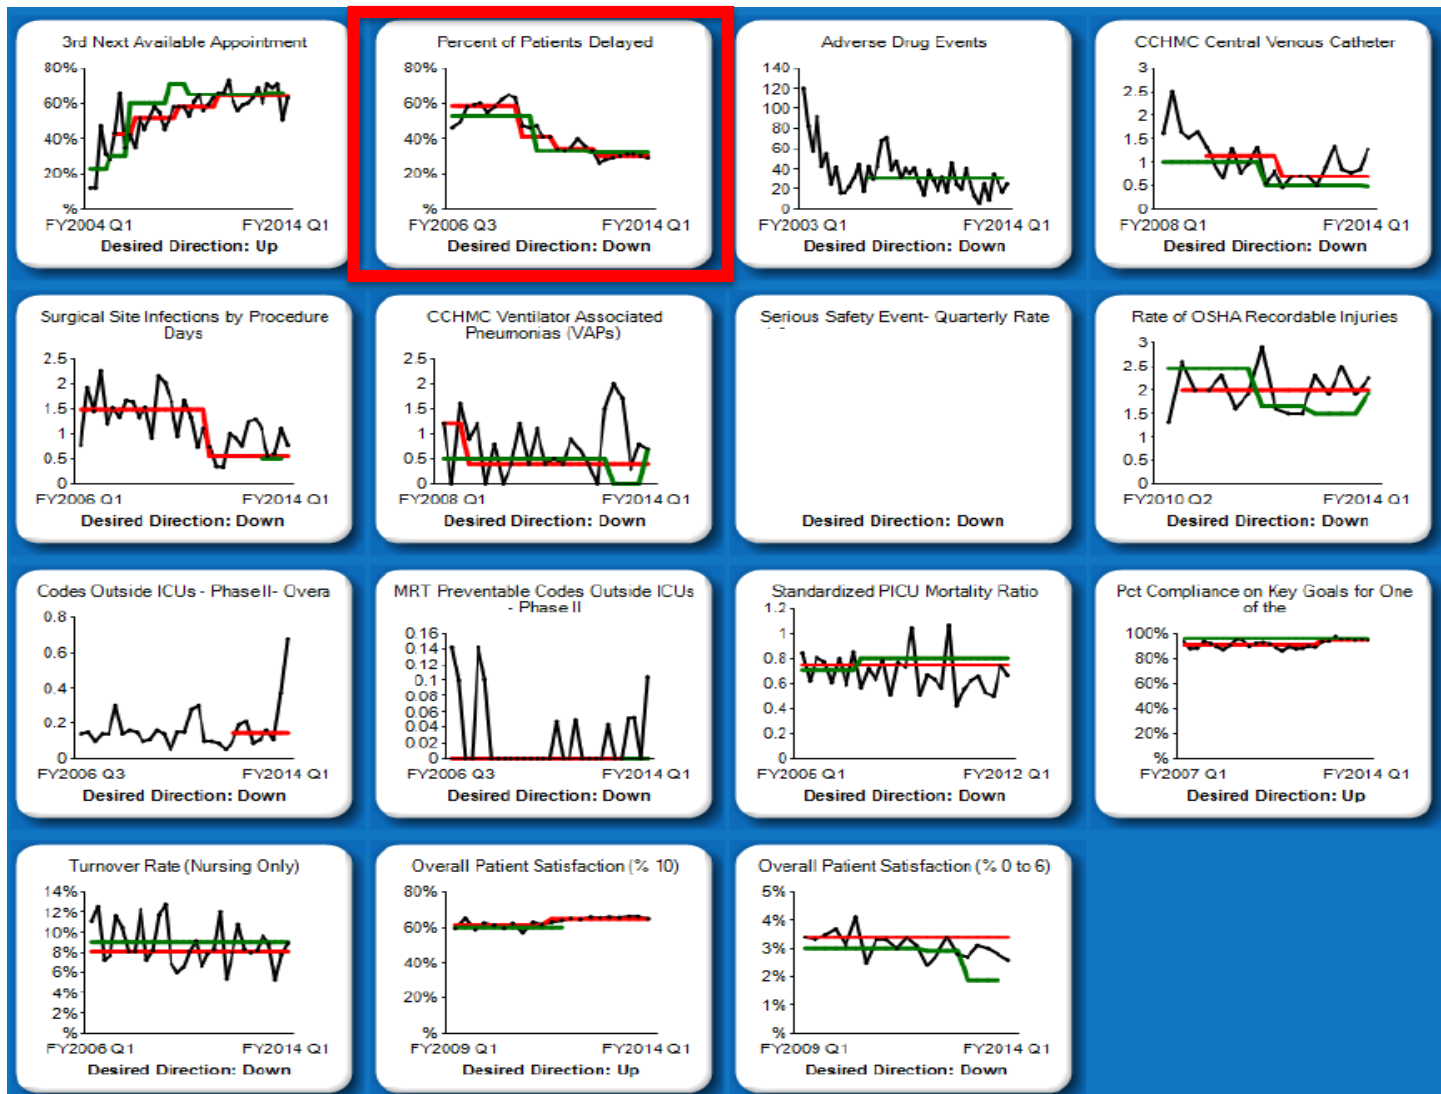 3rd Next Available Appointment
80%
60%
40%
20%
%
FY2004 Q1 FY2014 Q1
Desired Direction: Up
Percent of Patients Delayed
80%
60%
40%
20%
%
FY2006 Q3 FY2014 Q1
Desired Direction: Down
Adverse Drug Events
140
120
100
80
60
40
20
0
FY2003 Q1 FY2014 Q1
Desired Direction: Down
CCHMC Central Venous Catheter
3
2.5
2
1.5
1
0.5
0
FY2008 Q1 FY2014 Q1
Desired Direction: Down
Surgical Site Infections by Procedure
Days
2.5
2
1.5
1
0.5
0
FY2006 Q1 FY2014 Q1
Desired Direction: Down
CCHMC Ventilator Associated
Pneumonias (VAPs)
2.5
2
1.5
1
0.5
0
FY2008 Q1 FY2014 Q1
Desired Direction: Down
Serious Safety Event- Quarterly Rate
Desired Direction: Down
Rate of OSHA Recordable Injuries
3
2.5
2
1.5
1
0.5
0
FY2010 Q2 FY2014 Q1
Desired Direction: Down
Codes Outside ICUs - Phase II- Overa
0.8
0.6
0.4
0.2
0
FY2006 Q3 FY2014 Q1
Desired Direction: Down
MRT Preventable Codes Outside ICUs
- Phase II
0.16
0.14
0.12
0.1
0.08
0.06
0.04
0.02
0
FY2006 Q3 FY2014 Q1
Desired Direction: Down
Standardized PICU Mortality Ratio
1.2
1
0.8
0.6
0.4
0.2
0
FY2005 Q1 FY2012 Q1
Desired Direction: Down
Pct Compliance on Key Goals for One
of the
100%
80%
60%
40%
20%
%
FY2007 Q1 FY2014 Q1
Desired Direction: Up
Turnover Rate (Nursing Only)
14%
12%
10%
8%
6%
4%
2%
%
FY2006 Q1 FY2014 Q1
Desired Direction: Down
Overall Patient Satisfaction (% 10)
80%
60%
40%
20%
%
FY2009 Q1 FY2014 Q1
Desired Direction: Up
Overall Patient Satisfaction (% 0 to 6)
5%
4%
3%
2%
1%
%
FY2009 Q1 FY2014 Q1
Desired Direction: Down